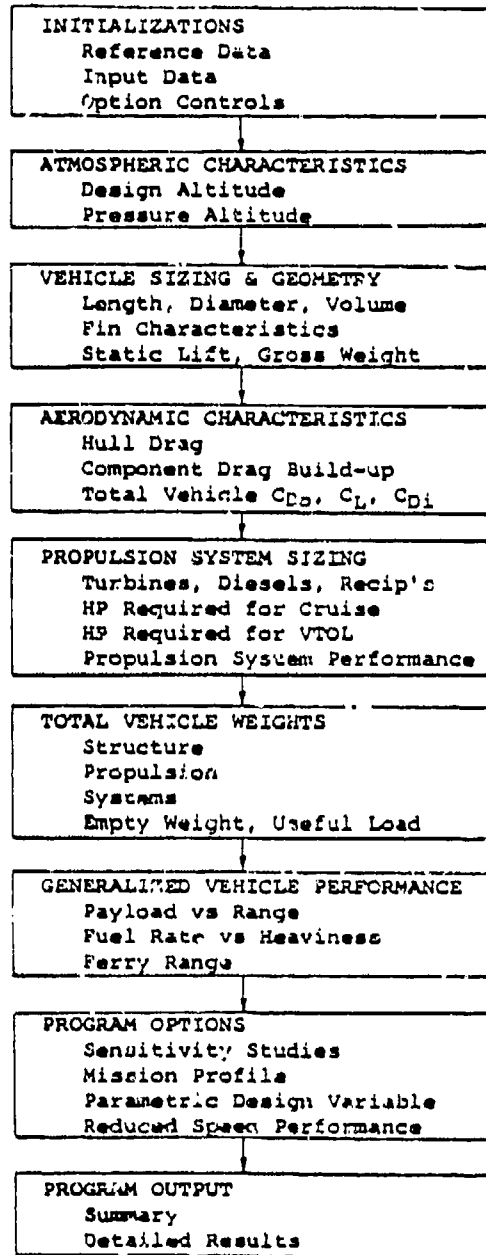 INITIALIZATIONS
Reference Data
Input Data
Option Controls
ATMOSPHERIC CHARACTERISTICS
Design Altitude
Pressure Altitude
VEHICLE SIZING & GEOMETRY
Length, Diameter, Volume
Fin Characteristics
Static Lift, Gross Weight
AERODYNAMIC CHARACTERISTICS
Hull Drag
Component Drag Build-up
Total Vehicle CDo, CL, CDi
PROPULSION SYSTEM SIZING
Turbines, Diesels, Recip's
HP Required for Cruise
HP Required for VTOL
Propulsion System Performance
TOTAL VEHICLE WEIGHTS
Structure
Propulsion
Systems
Empty Weight, Useful Load
GENERALIZED VEHICLE PERFORMANCE
Payload vs Range
Fuel Rate vs Heaviness
Ferry Range
PROGRAM OPTIONS
Sensitivity Studies
Mission Profile
Parametric Design Variable
Reduced Speed Performance
PROGRAM OUTPUT
Summary
Detailed Results